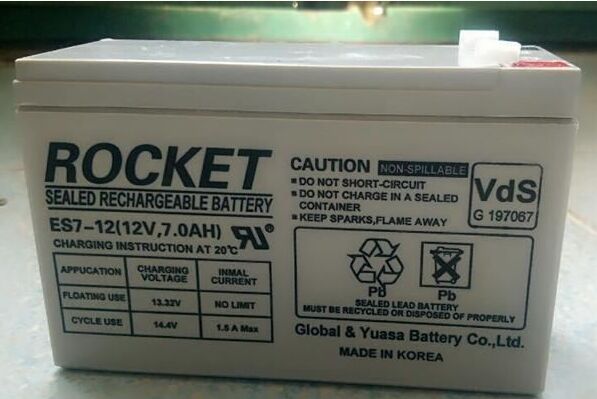 ROCKET
SEALED RECHARGEABLE BATTERY
ES7-12(12V,7.0AH)
CHARGING INSTRUCTION AT 20℃
APPUCATION CHARGING VOLTAGE INMAL CURRENT
FLOATING USE 13.32V NO LIMIT
CYCLE USE 14.4V 1.5 A Max
CAUTION NON-SPILLABLE
▪ DO NOT SHORT-CIRCUIT
▪ DO NOT CHARGE IN A SEALED
CONTAINER
▪ KEEP SPARKS,FLAME AWAY
VdS
G 197067
Pb Pb
SEALED LEAD BATTERY
MUST BE RECYCLED OR DISPOSED OF PROPERLY
Global & Yuasa Battery Co.,Ltd.
MADE IN KOREA